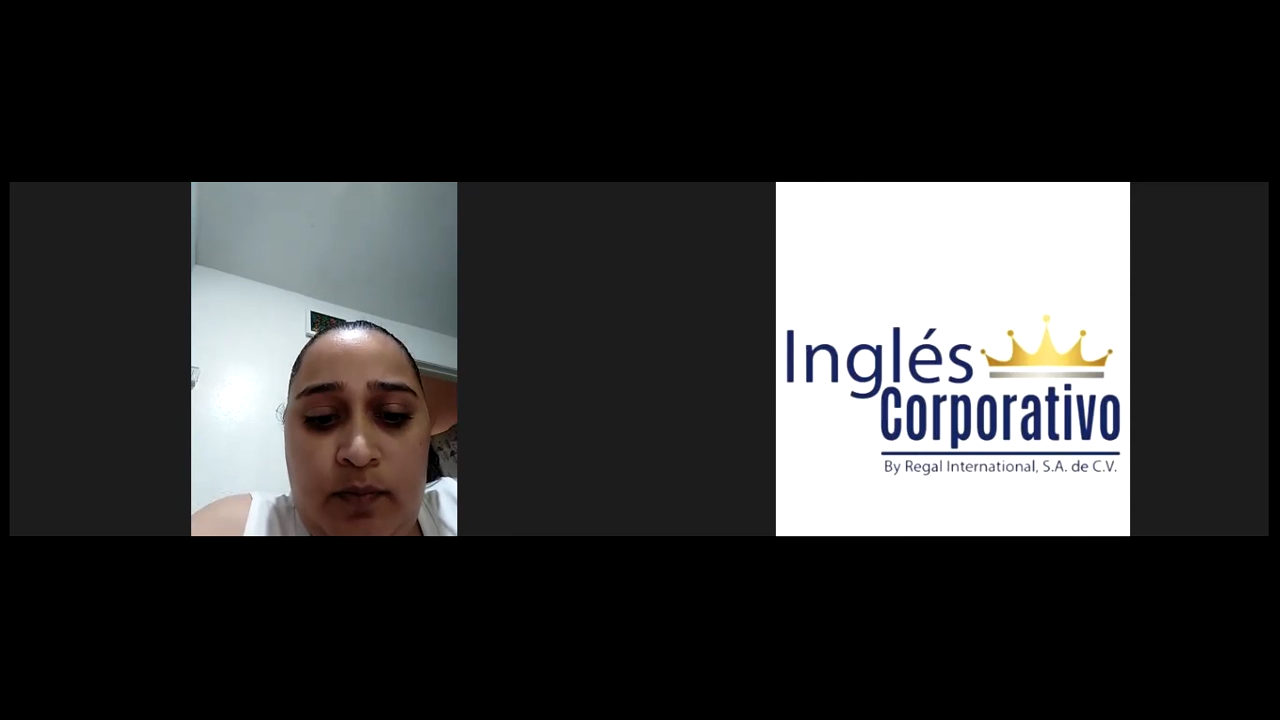 Inglés
Corporativo
By Regal International, S.A. de C.V.